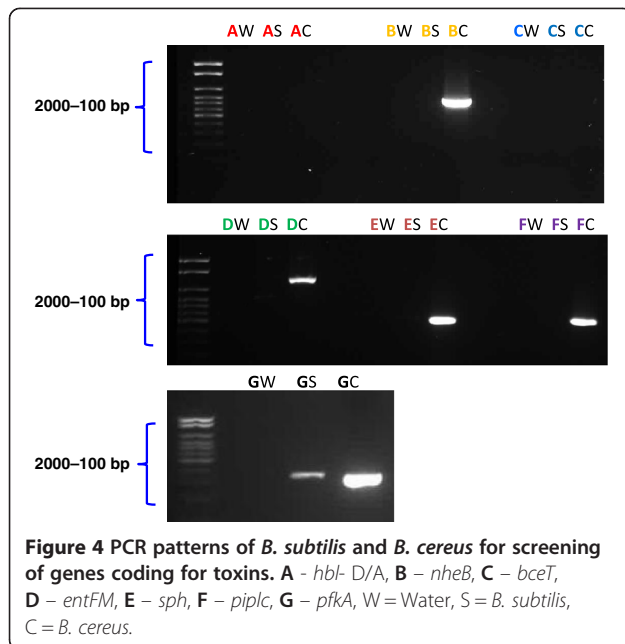 AW AS AC BW BS BC CW CS CC
2000–100 bp
DW DS DC EW ES EC FW FS FC
2000–100 bp
GW GS GC
2000–100 bp
Figure 4 PCR patterns of B. subtilis and B. cereus for screening
of genes coding for toxins. A - hbl- D/A, B – nheB, C – bceT,
D – entFM, E – sph, F – piplc, G – pfkA, W = Water, S = B. subtilis,
C = B. cereus.